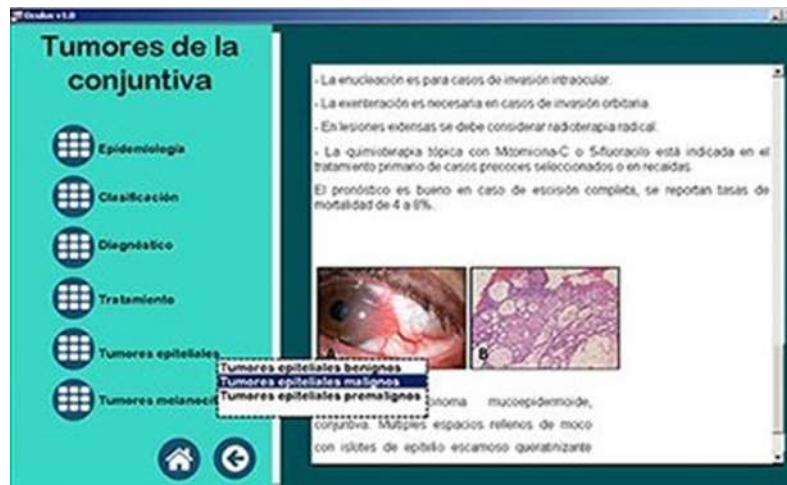 Oculus v1.0
Tumores de la
conjuntiva
Epidemiología
Clasificación
Diagnóstico
Tratamiento
Tumores epiteliales
Tumores melanocit
Tumores epiteliales benignos
Tumores epiteliales malignos
Tumores epiteliales premalignos
- La enucleación es para casos de invasión intraocular.
- La exenteración es necesaria en casos de invasión orbitaria.
- En lesiones extensas se debe considerar radioterapia radical.
- La quimioterapia tópica con Mitomicina-C o 5-fluoracilo está indicada en el
tratamiento primario de casos precoces seleccionados o en recaidas.
El pronóstico es bueno en caso de escisión completa, se reportan tasas de
mortalidad de 4 a 8%.
A
B
inoma mucoepidermoide,
conjuntiva. Multiples espacios rellenos de moco
con islotes de epitelio escamoso queratinizante